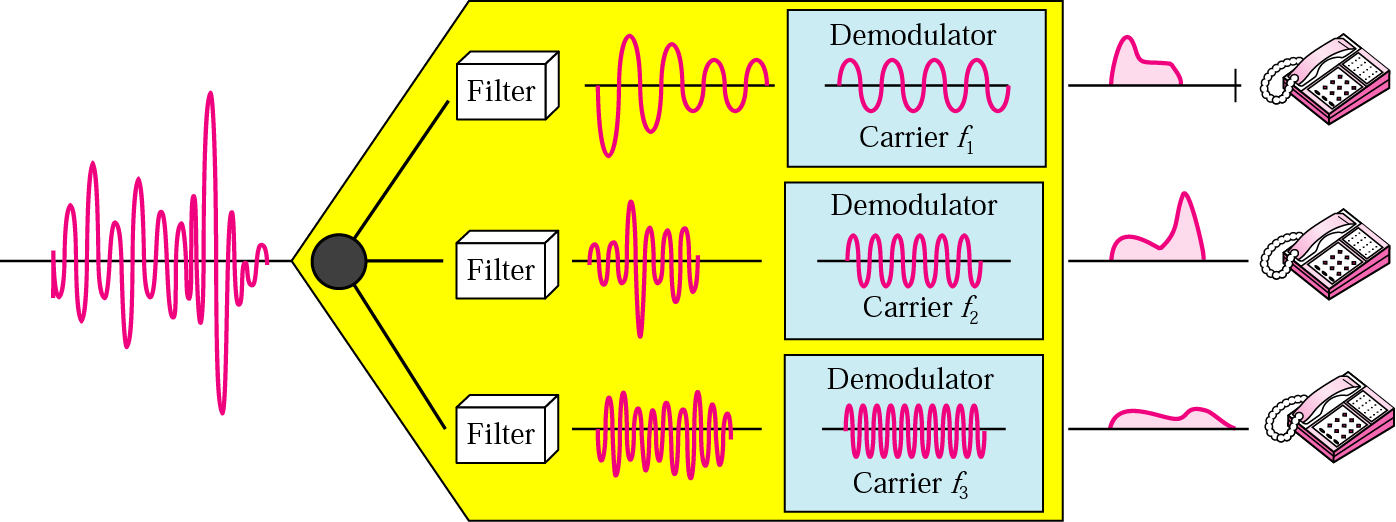 Filter
Demodulator
Carrier f1
Filter
Demodulator
Carrier f2
Filter
Demodulator
Carrier f3